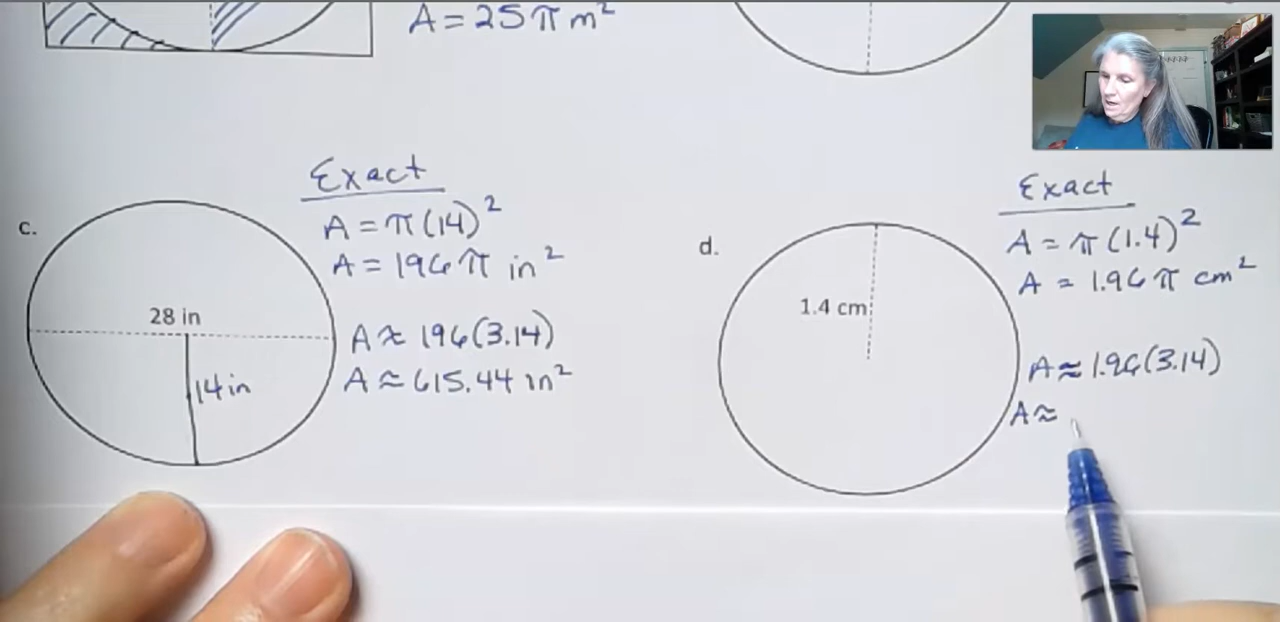 A = 25π m²
c.
28 in
14 in
Exact
A = π(14)²
A = 196π in²
A ≈ 196(3.14)
A ≈ 615.44 in²
d.
1.4 cm
Exact
A = π(1.4)²
A = 1.96π cm²
A ≈ 1.96(3.14)
A ≈